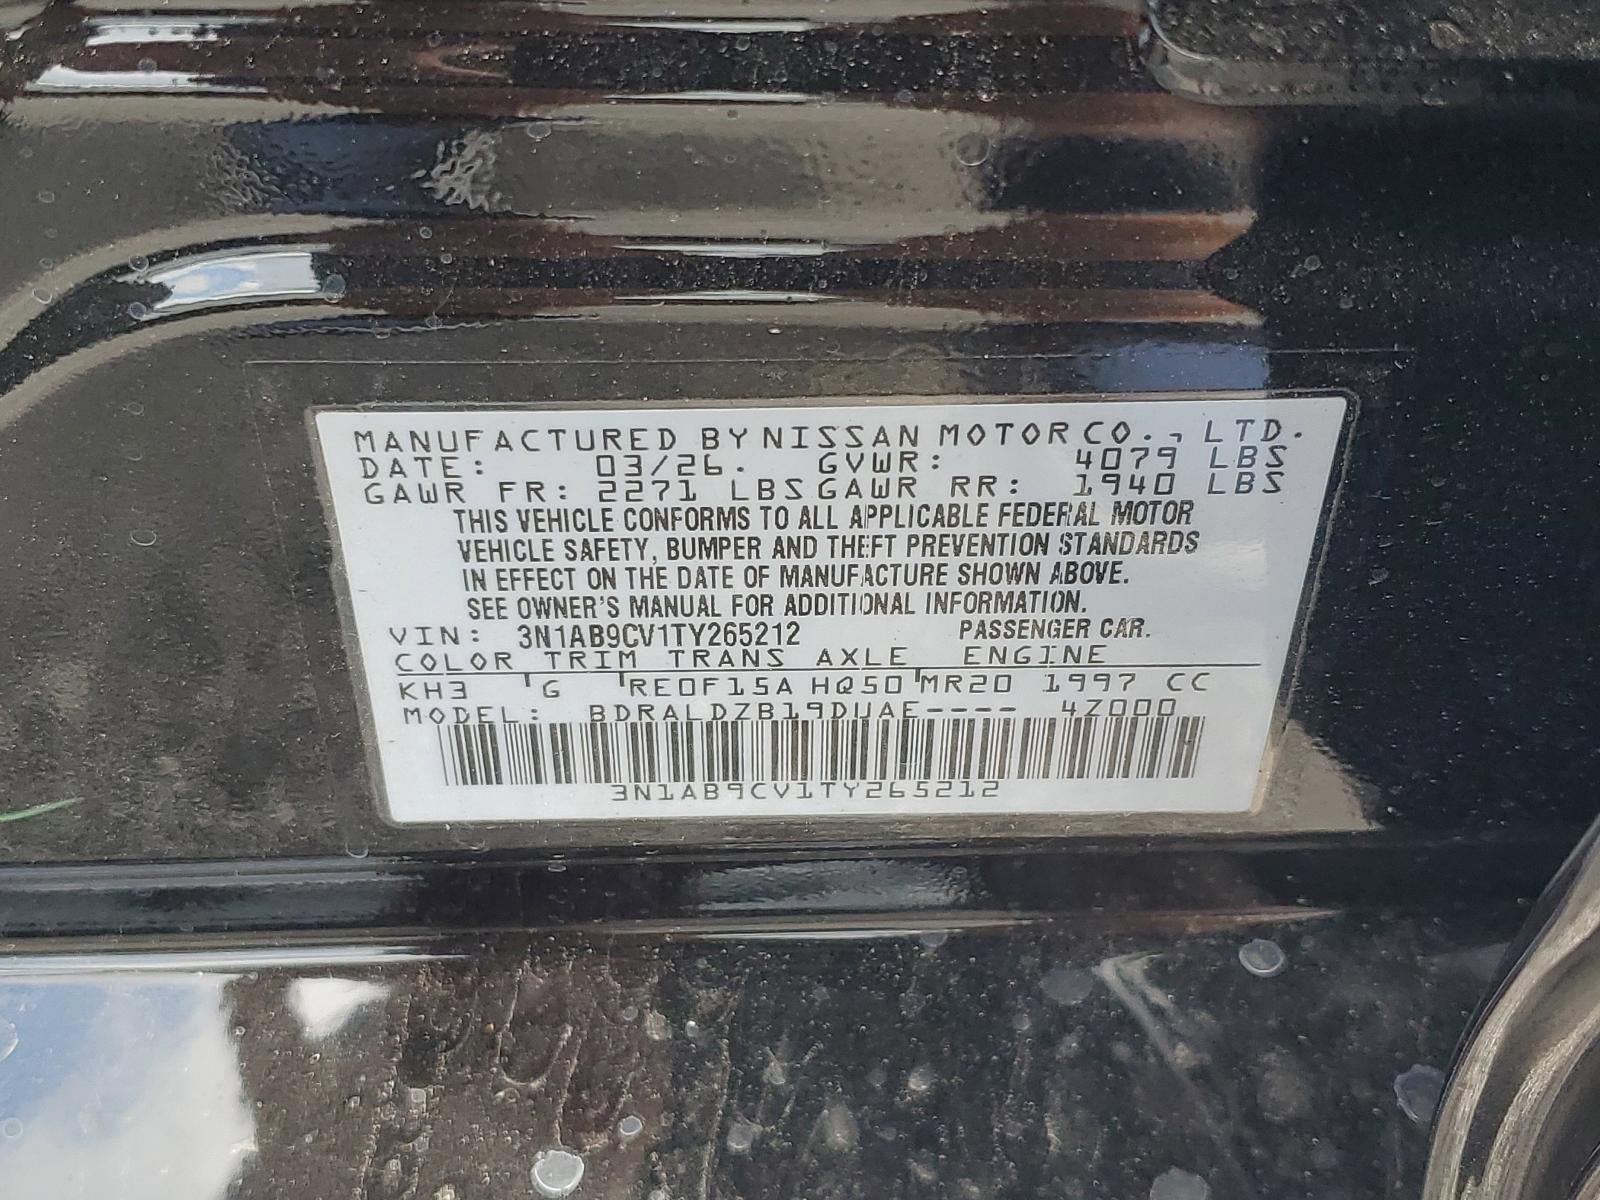 MANUFACTURED BY NISSAN MOTOR CO., LTD.
DATE: 03/26. GVWR: 4079 LBS
GAWR FR: 2271 LBS GAWR RR: 1940 LBS
THIS VEHICLE CONFORMS TO ALL APPLICABLE FEDERAL MOTOR
VEHICLE SAFETY, BUMPER AND THEFT PREVENTION STANDARDS
IN EFFECT ON THE DATE OF MANUFACTURE SHOWN ABOVE.
SEE OWNER'S MANUAL FOR ADDITIONAL INFORMATION.
VIN: 3N1AB9CV1TY265212 PASSENGER CAR.
COLOR TRIM TRANS AXLE ENGINE
KH3 'G 'RE0F15A HQ50'MR20 1997 CC
MODEL: BDRALDZB19DUAE---- 4Z000
3N1AB9CV1TY265212